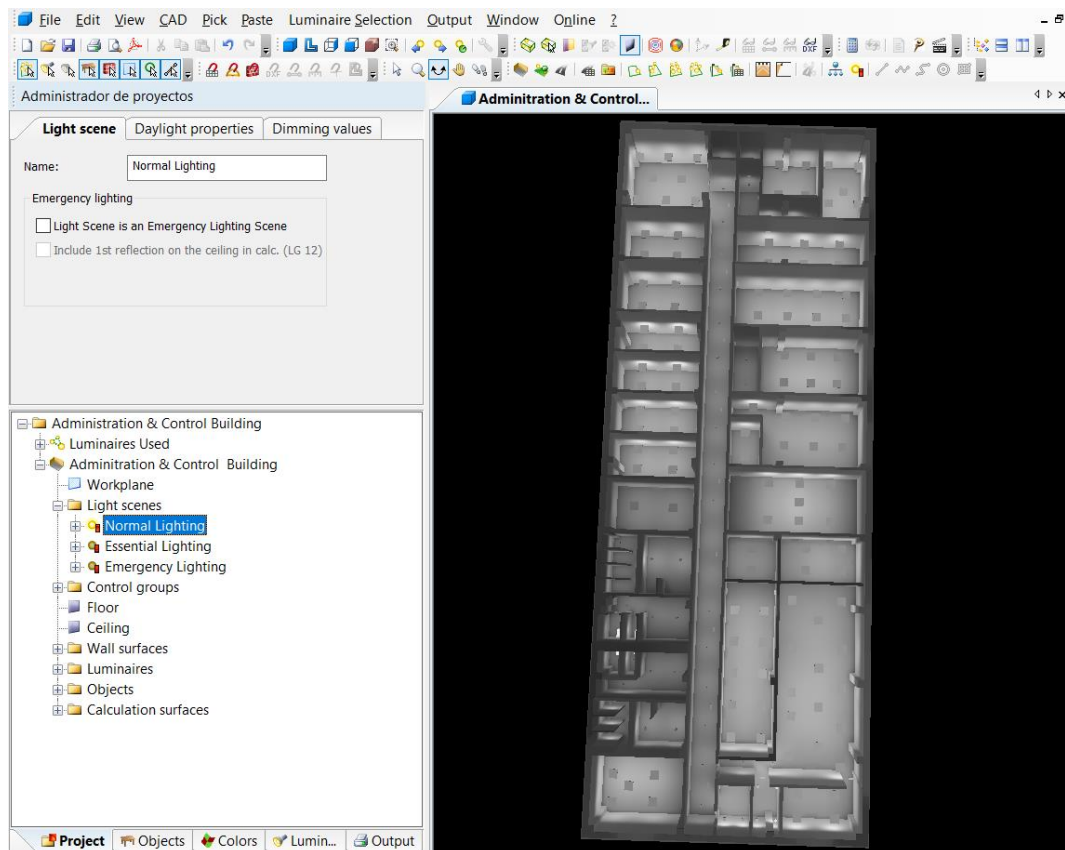 File Edit View CAD Pick Paste Luminaire Selection Output Window Online ?
DXF
Administrador de proyectos
Adminitration & Control...
Light scene Daylight properties Dimming values
Name: Normal Lighting
Emergency lighting
Light Scene is an Emergency Lighting Scene
Include 1st reflection on the ceiling in calc. (LG 12)
Administration & Control Building
Luminaires Used
Adminitration & Control Building
Workplane
Light scenes
Normal Lighting
Essential Lighting
Emergency Lighting
Control groups
Floor
Ceiling
Wall surfaces
Luminaires
Objects
Calculation surfaces
Project Objects Colors Lumin... Output